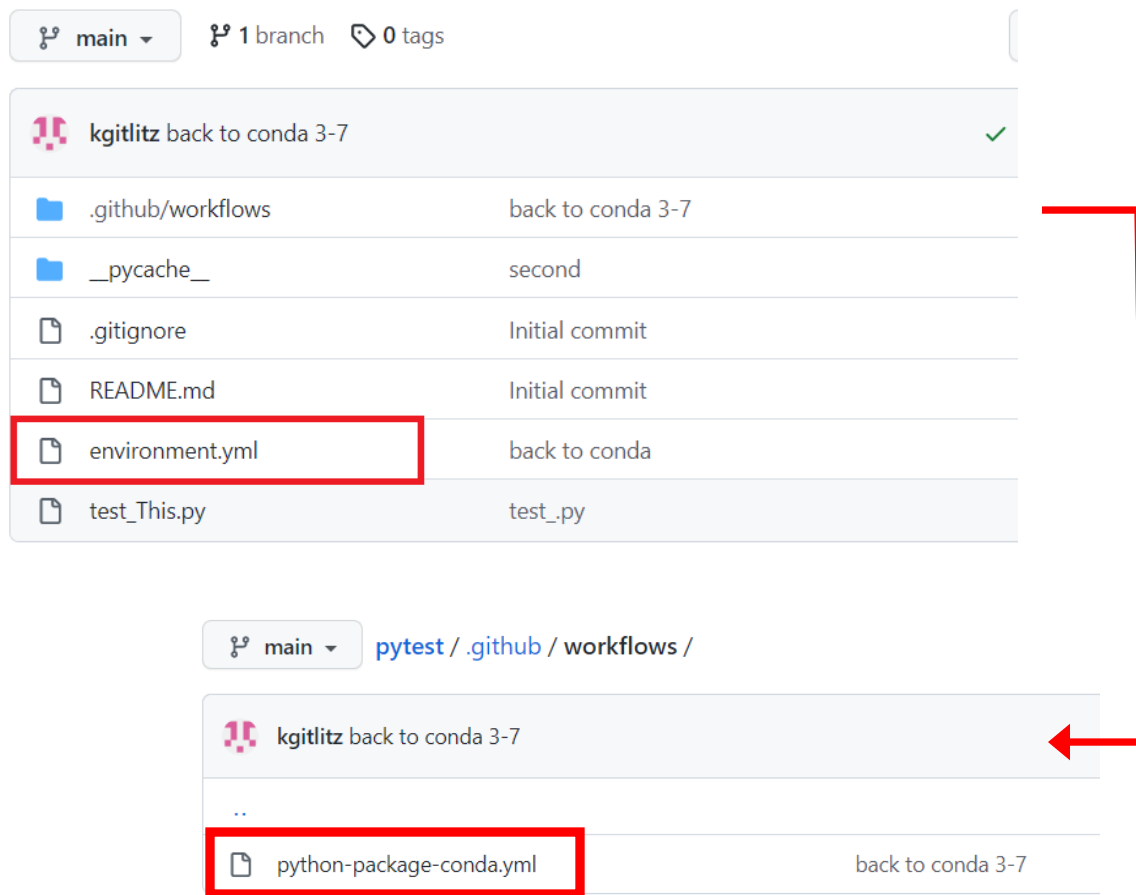 main 1 branch 0 tags
kgitlitz back to conda 3-7
.github/workflows back to conda 3-7
__pycache__ second
.gitignore Initial commit
README.md Initial commit
environment.yml back to conda
test_This.py test_.py
main pytest / .github / workflows /
kgitlitz back to conda 3-7
..
python-package-conda.yml back to conda 3-7